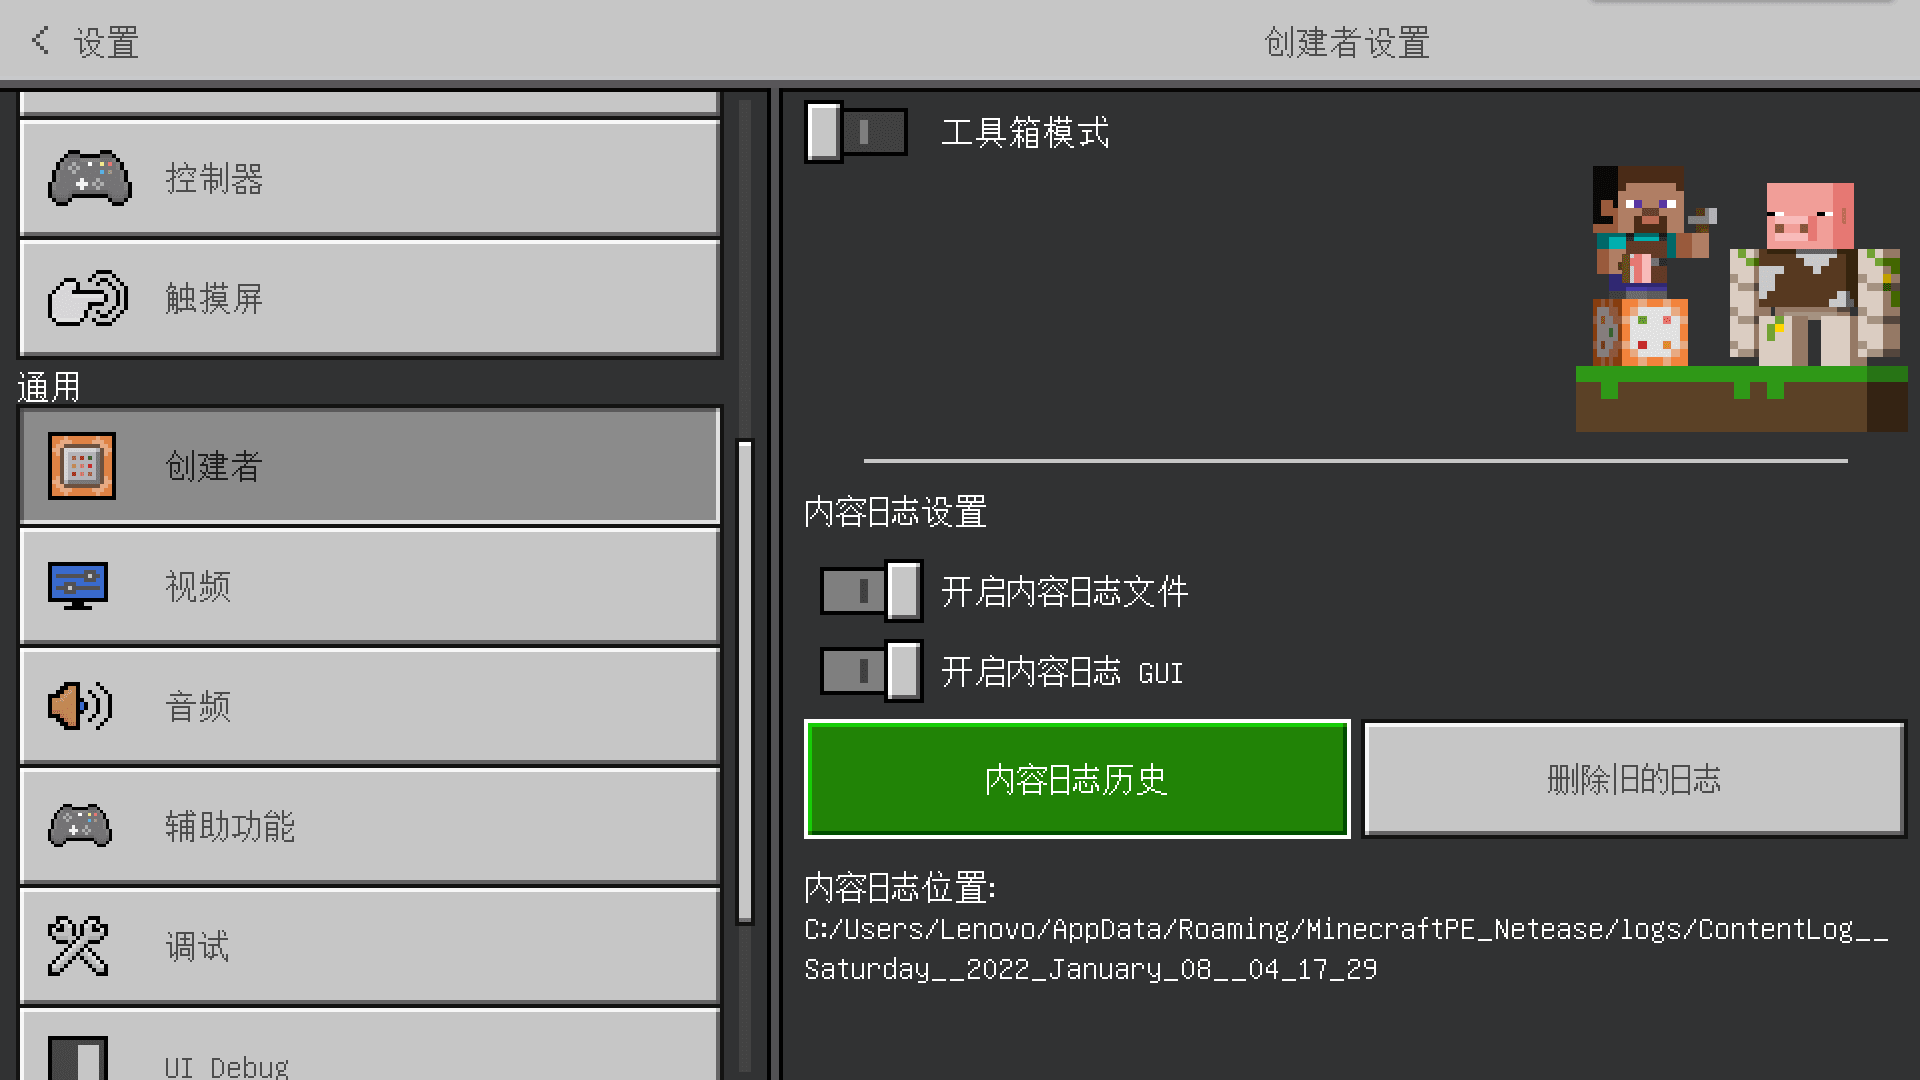 设置
创建者设置
控制器
触摸屏
通用
创建者
视频
音频
辅助功能
调试
UI Debug
工具箱模式
内容日志设置
开启内容日志文件
开启内容日志 GUI
内容日志历史
删除旧的日志
内容日志位置:
C:/Users/Lenovo/AppData/Roaming/MinecraftPE_Netease/logs/ContentLog__
Saturday__2022_January_08__04_17_29